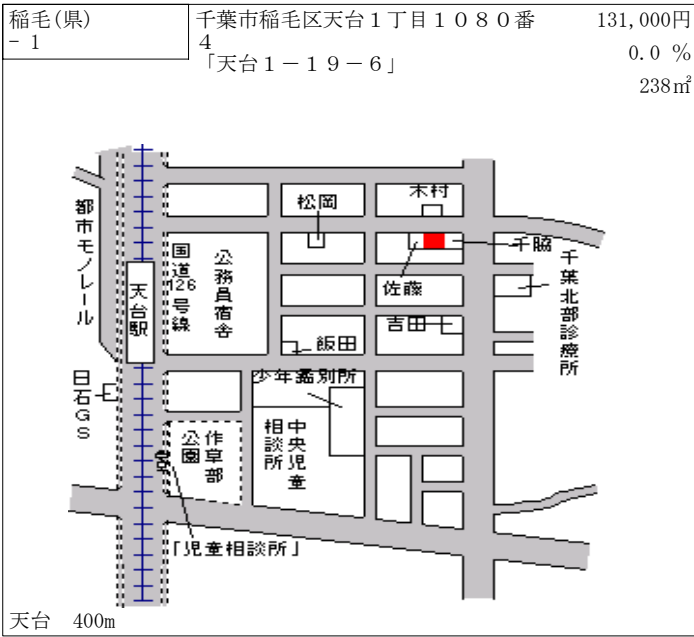 稲毛(県)
- 1
千葉市稲毛区天台１丁目１０８０番
４
「天台１－１９－６」
131,000円
0.0 %
238㎡
都市モノレール
国道126号線
公務員宿舎
天台駅
松岡
木村
千脇
佐藤
千葉北部診療所
吉田
飯田
少年鑑別所
日石GS
作草部公園
中央児童相談所
「児童相談所」
天台　400m